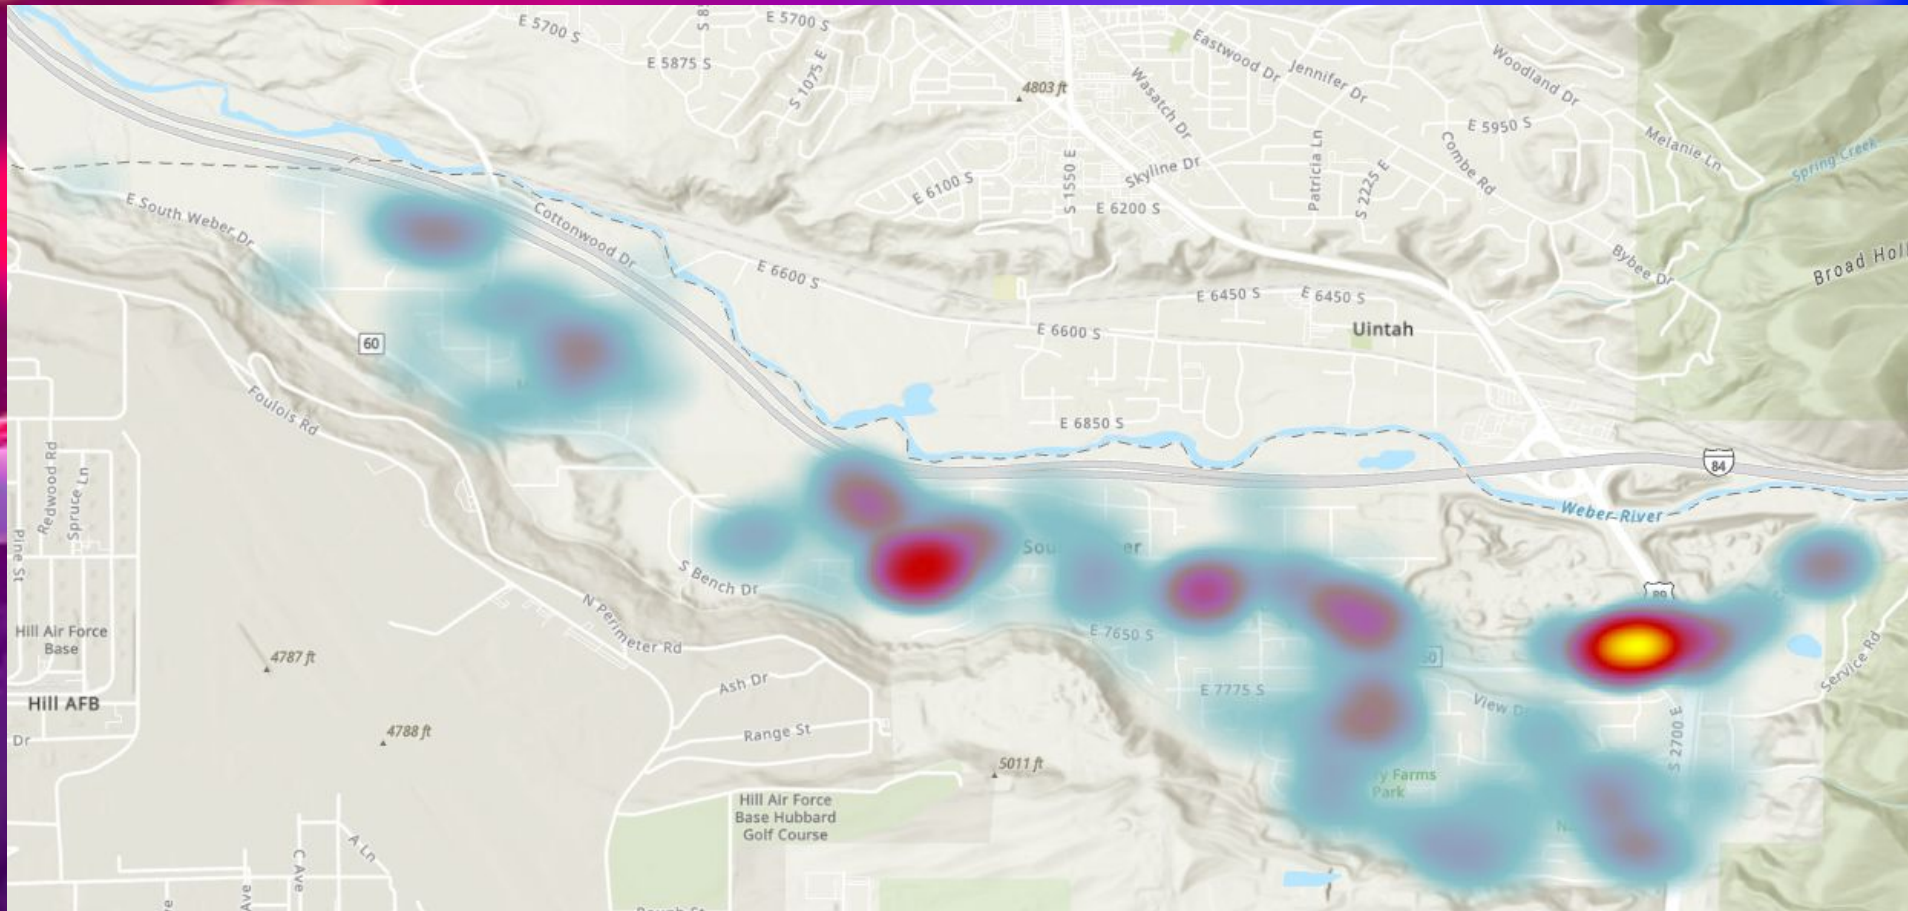 E 5700 S
E 5700 S
E 5875 S
S 1075 E
4803 ft
Eastwood Dr
Jennifer Dr
Woodland Dr
Wasatch Dr
E 5950 S
Melanie Ln
Spring Creek
Combe Rd
Patricia Ln
S 2225 E
Skyline Dr
E 6100 S
S 1550 E
E 6200 S
E South Weber Dr
Cottonwood Dr
Bybee Dr
Broad Holl
E 6600 S
E 6450 S
E 6450 S
60
E 6600 S
Uintah
Foulois Rd
E 6850 S
84
Redwood Rd
Spruce Ln
Pine St
Weber River
S Bench Dr
N Perimeter Rd
89
E 7650 S
Hill Air Force
Base
4787 ft
Service Rd
Ash Dr
E 7775 S
View Dr
Hill AFB
Dr
4788 ft
Range St
S 2700 E
5011 ft
ry Farms
Park
Hill Air Force
Base Hubbard
Golf Course
A Ln
C Ave
Ave